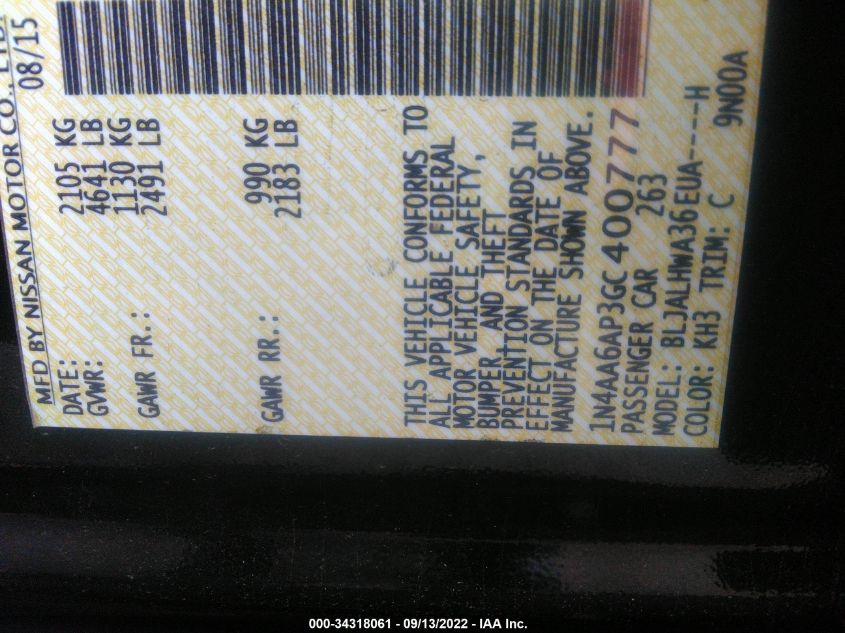 MFD BY NISSAN MOTOR CO., LTD.
DATE: 08/15
GVWR: 2105 KG
4641 LB
GAWR FR.: 1130 KG
2491 LB
GAWR RR.: 990 KG
2183 LB
THIS VEHICLE CONFORMS TO
ALL APPLICABLE FEDERAL
MOTOR VEHICLE SAFETY,
BUMPER AND THEFT
PREVENTION STANDARDS IN
EFFECT ON THE DATE OF
MANUFACTURE SHOWN ABOVE.
1N4AA6AP3GC400777
PASSENGER CAR 263
MODEL: BLJALHWA36EUA-----H
COLOR: KH3 TRIM: C 9N00A
000-34318061 - 09/13/2022 - IAA Inc.